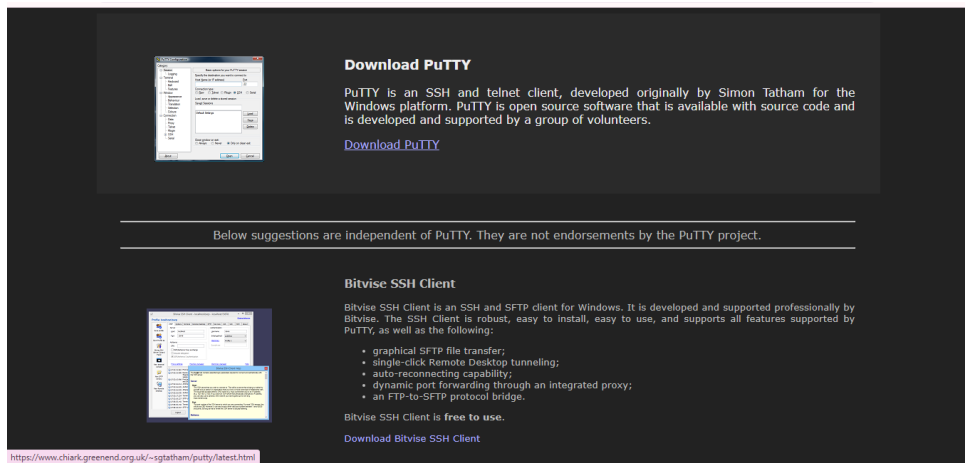 Download PuTTY
PuTTY is an SSH and telnet client, developed originally by Simon Tatham for the
Windows platform. PuTTY is open source software that is available with source code and
is developed and supported by a group of volunteers.
Download PuTTY
Below suggestions are independent of PuTTY. They are not endorsements by the PuTTY project.
Bitvise SSH Client
Bitvise SSH Client is an SSH and SFTP client for Windows. It is developed and supported professionally by
Bitvise. The SSH Client is robust, easy to install, easy to use, and supports all features supported by
PuTTY, as well as the following:
• graphical SFTP file transfer;
• single-click Remote Desktop tunneling;
• auto-reconnecting capability;
• dynamic port forwarding through an integrated proxy;
• an FTP-to-SFTP protocol bridge.
Bitvise SSH Client is free to use.
Download Bitvise SSH Client
https://www.chiark.greenend.org.uk/~sgtatham/putty/latest.html